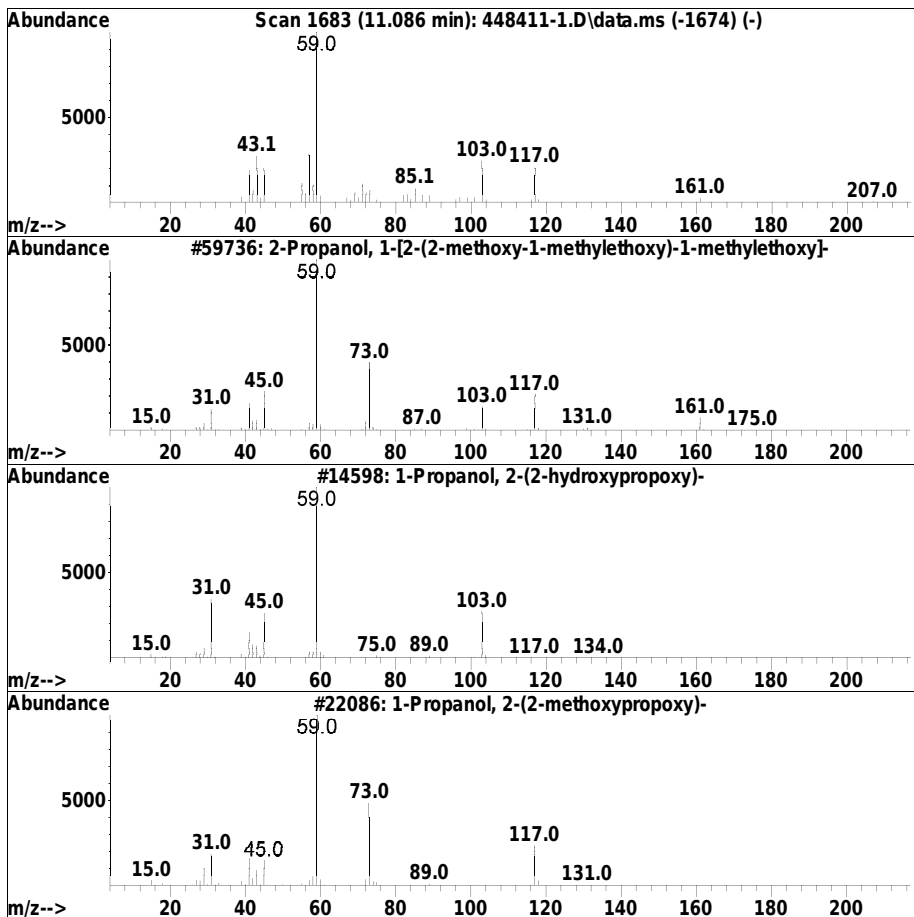 Abundance Scan 1683 (11.086 min): 448411-1.D\data.ms (-1674) (-)
59.0
5000
43.1 103.0 117.0
85.1 161.0 207.0
m/z--> 20 40 60 80 100 120 140 160 180 200
Abundance #59736: 2-Propanol, 1-[2-(2-methoxy-1-methylethoxy)-1-methylethoxy]-
59.0
5000 73.0
45.0 117.0
31.0 103.0
15.0 87.0 131.0 161.0 175.0
m/z--> 20 40 60 80 100 120 140 160 180 200
Abundance #14598: 1-Propanol, 2-(2-hydroxypropoxy)-
59.0
5000
31.0 45.0 103.0
15.0 75.0 89.0 117.0 134.0
m/z--> 20 40 60 80 100 120 140 160 180 200
Abundance #22086: 1-Propanol, 2-(2-methoxypropoxy)-
59.0
5000 73.0
31.0 45.0 117.0
15.0 89.0 131.0
m/z--> 20 40 60 80 100 120 140 160 180 200